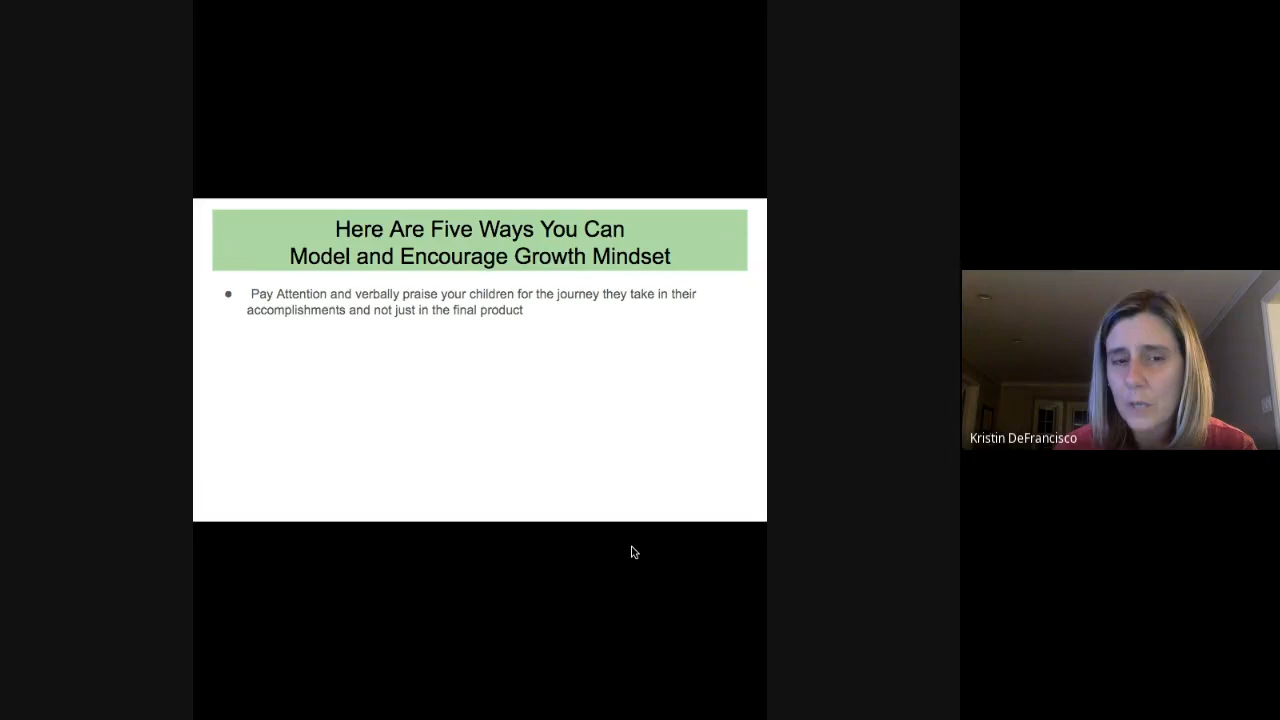 Here Are Five Ways You Can
Model and Encourage Growth Mindset
● Pay Attention and verbally praise your children for the journey they take in their
accomplishments and not just in the final product
Kristin DeFrancisco